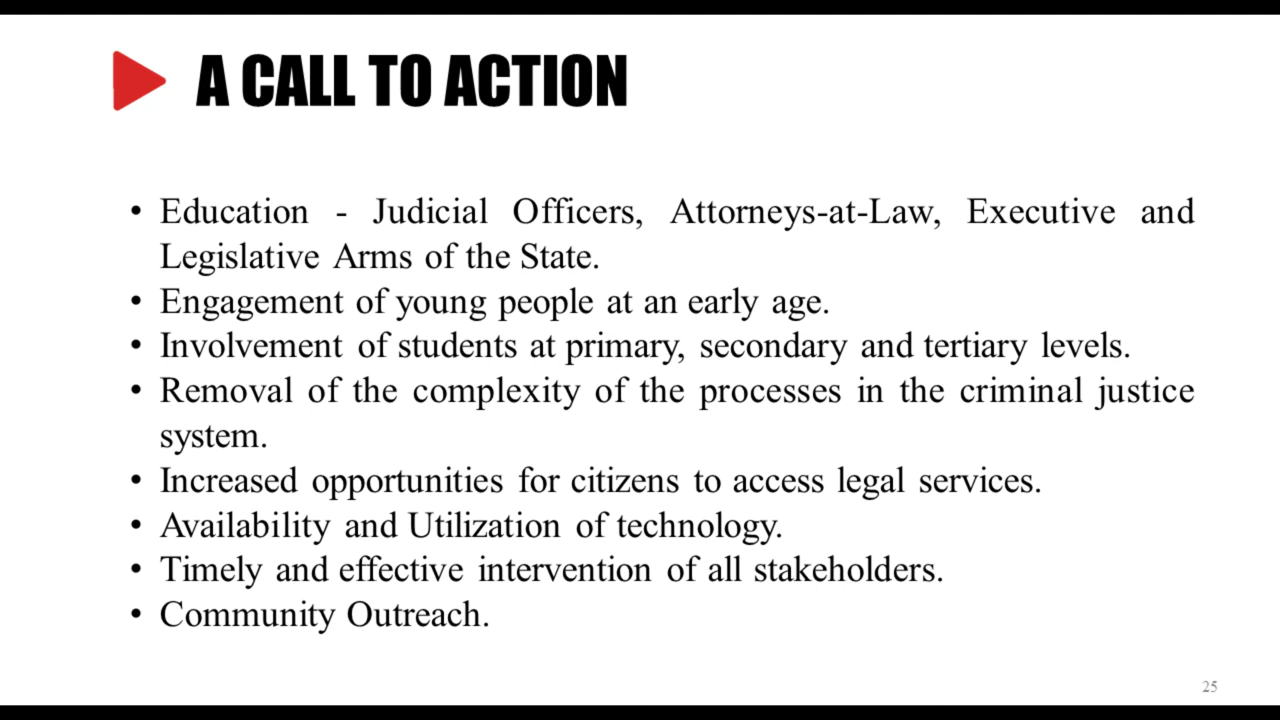 A CALL TO ACTION
• Education - Judicial Officers, Attorneys-at-Law, Executive and
Legislative Arms of the State.
• Engagement of young people at an early age.
• Involvement of students at primary, secondary and tertiary levels.
• Removal of the complexity of the processes in the criminal justice
system.
• Increased opportunities for citizens to access legal services.
• Availability and Utilization of technology.
• Timely and effective intervention of all stakeholders.
• Community Outreach.
25